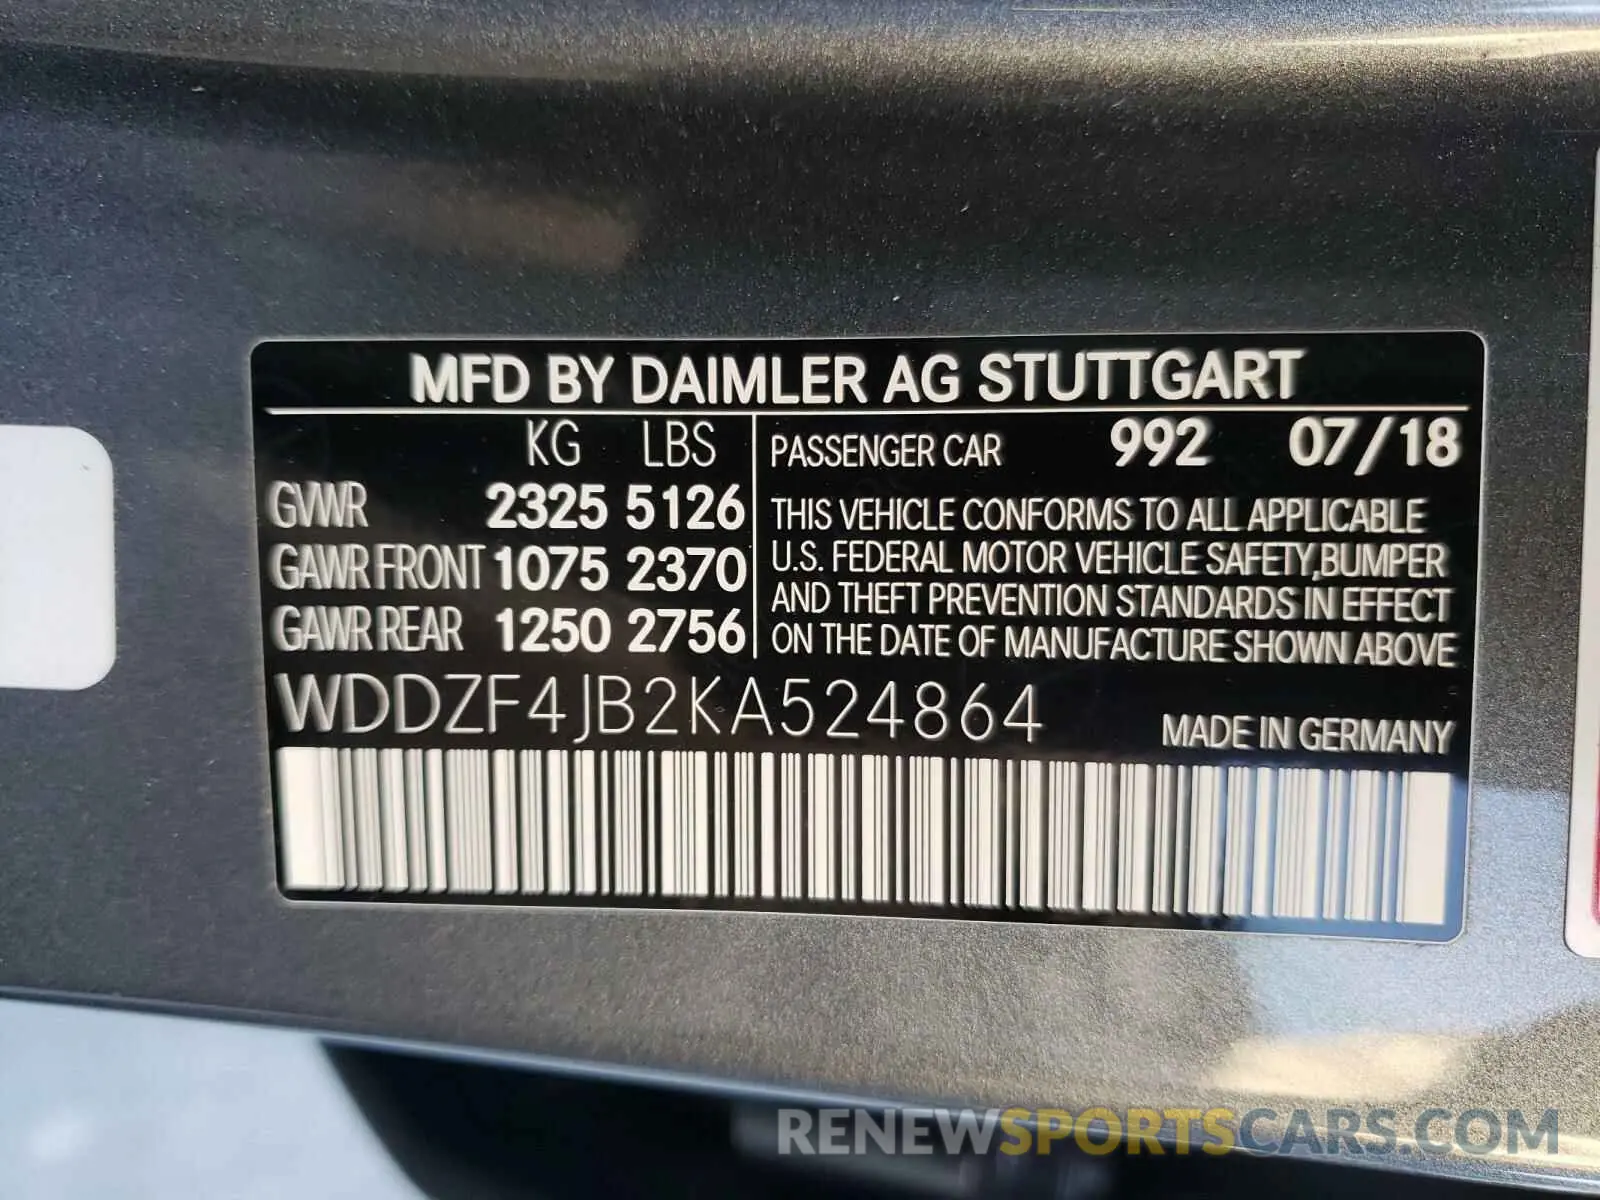 MFD BY DAIMLER AG STUTTGART
KG LBS
GVWR 2325 5126
GAWR FRONT 1075 2370
GAWR REAR 1250 2756
PASSENGER CAR 992 07/18
THIS VEHICLE CONFORMS TO ALL APPLICABLE
U.S. FEDERAL MOTOR VEHICLE SAFETY,BUMPER
AND THEFT PREVENTION STANDARDS IN EFFECT
ON THE DATE OF MANUFACTURE SHOWN ABOVE
WDDZF4JB2KA524864
MADE IN GERMANY
RENEWSPORTSCARS.COM